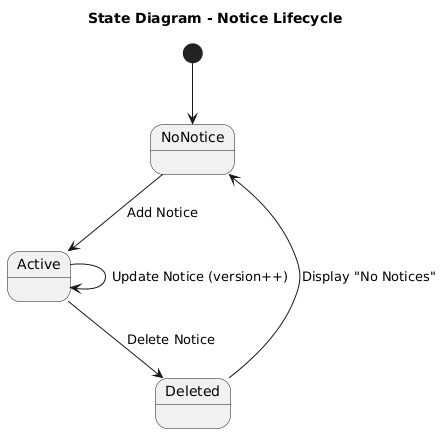 State Diagram - Notice Lifecycle
NoNotice
Add Notice
Active
Update Notice (version++)
Display "No Notices"
Delete Notice
Deleted